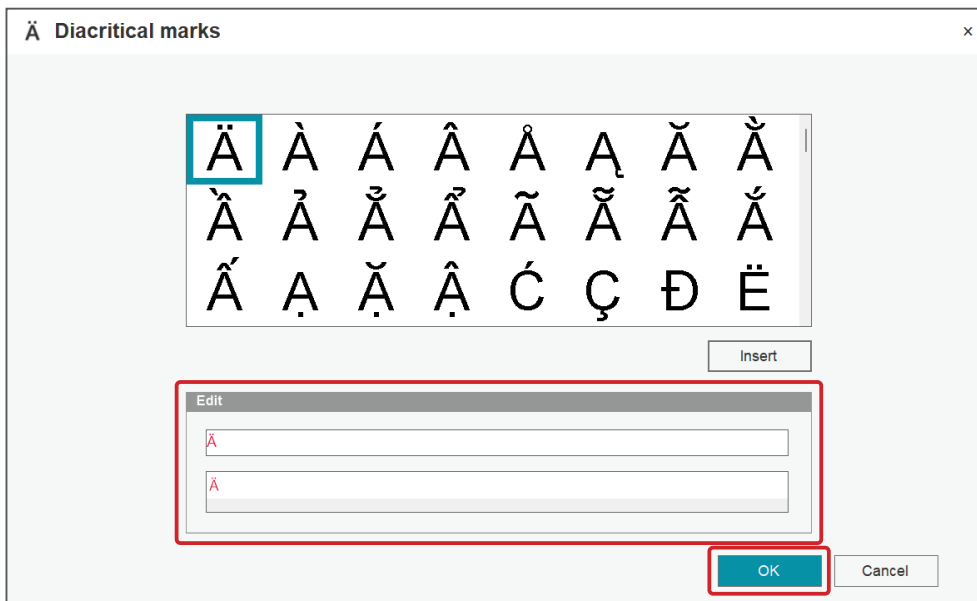 Ä Diacritical marks ×
Ä À Á Â Å Ą Ă Ằ
Ầ Ả Ẳ Ẩ Ã Ẵ Ẫ Ắ
Ấ Ạ Ặ Ậ Ć Ç Đ Ë
Insert
Edit
Ä
Ä
OK Cancel